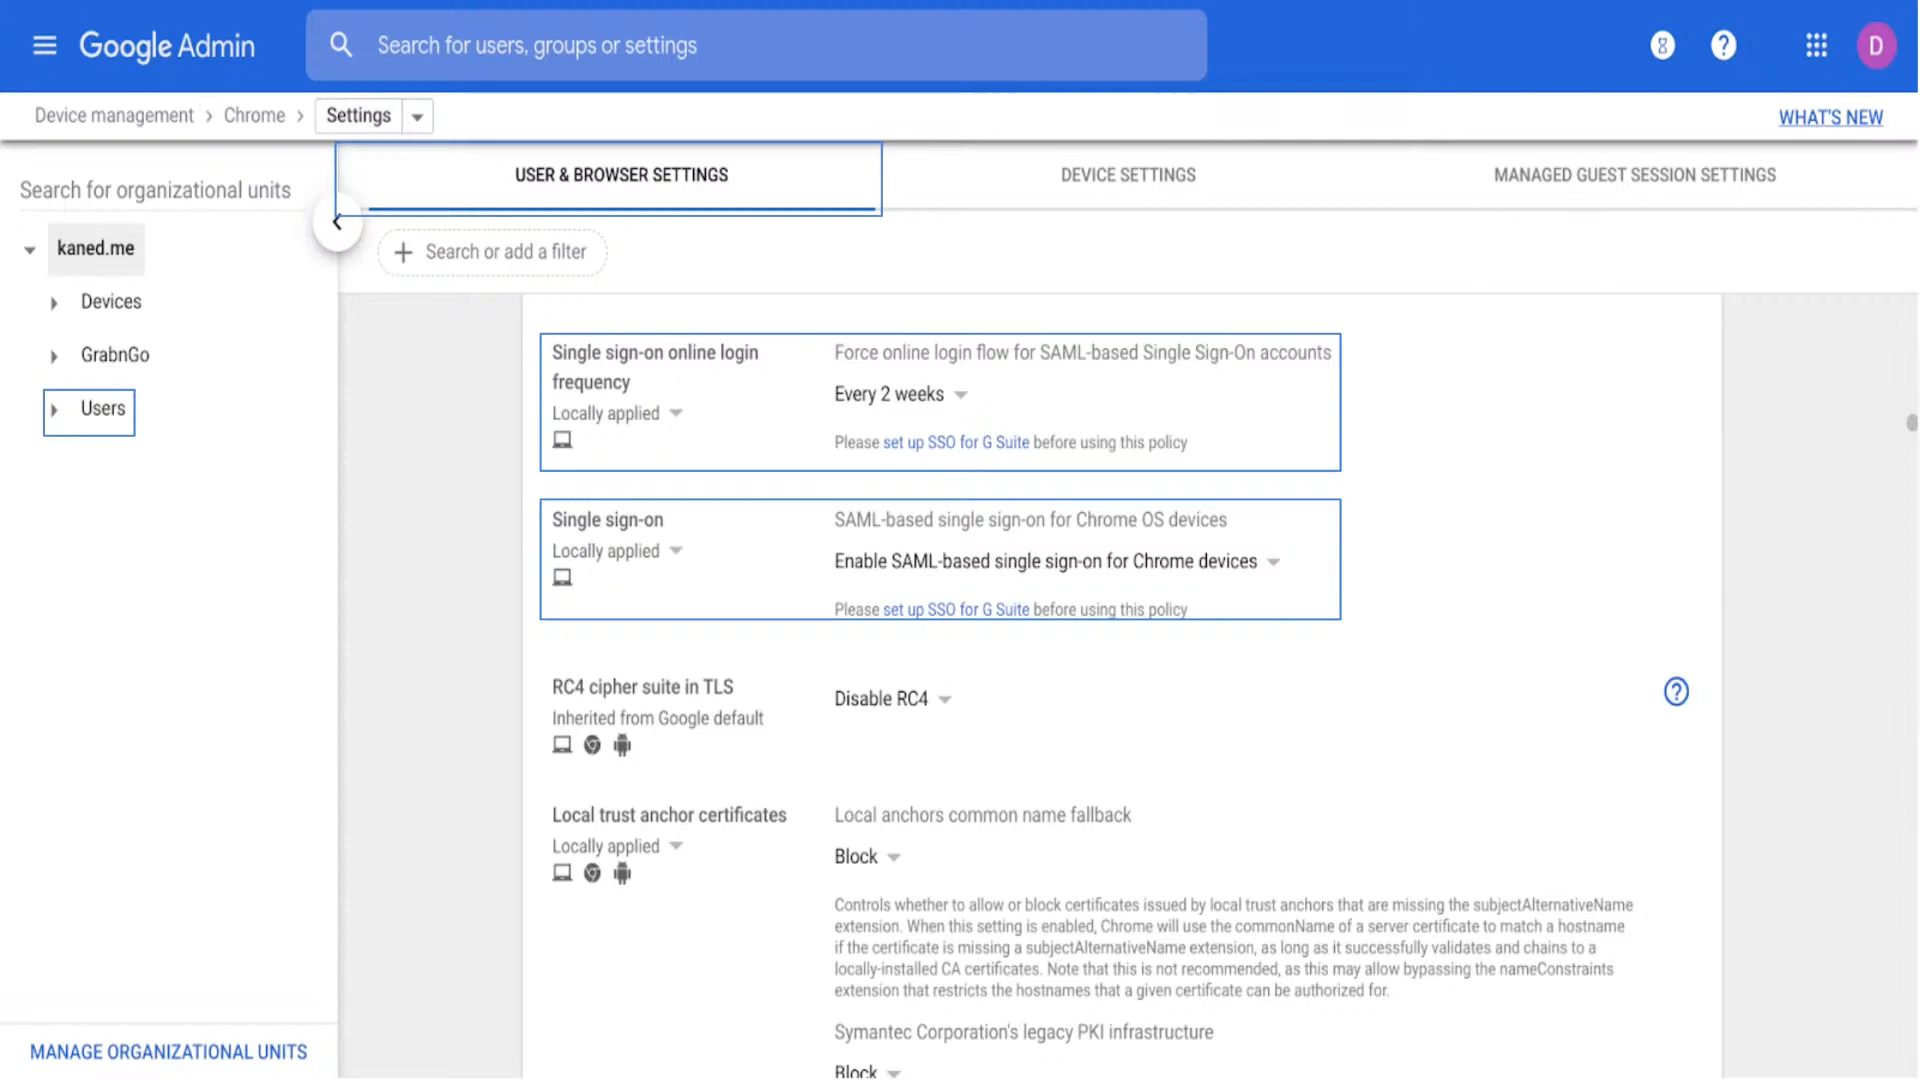 Google Admin
Search for users, groups or settings
D
Device management › Chrome › Settings
WHAT'S NEW
Search for organizational units
kaned.me
Devices
GrabnGo
Users
MANAGE ORGANIZATIONAL UNITS
USER & BROWSER SETTINGS
DEVICE SETTINGS
MANAGED GUEST SESSION SETTINGS
+ Search or add a filter
Single sign-on online login
frequency
Locally applied
Force online login flow for SAML-based Single Sign-On accounts
Every 2 weeks
Please set up SSO for G Suite before using this policy
Single sign-on
Locally applied
SAML-based single sign-on for Chrome OS devices
Enable SAML-based single sign-on for Chrome devices
Please set up SSO for G Suite before using this policy
RC4 cipher suite in TLS
Inherited from Google default
Disable RC4
Local trust anchor certificates
Locally applied
Local anchors common name fallback
Block
Controls whether to allow or block certificates issued by local trust anchors that are missing the subjectAlternativeName
extension. When this setting is enabled, Chrome will use the commonName of a server certificate to match a hostname
if the certificate is missing a subjectAlternativeName extension, as long as it successfully validates and chains to a
locally-installed CA certificates. Note that this is not recommended, as this may allow bypassing the nameConstraints
extension that restricts the hostnames that a given certificate can be authorized for.
Symantec Corporation's legacy PKI infrastructure
Block